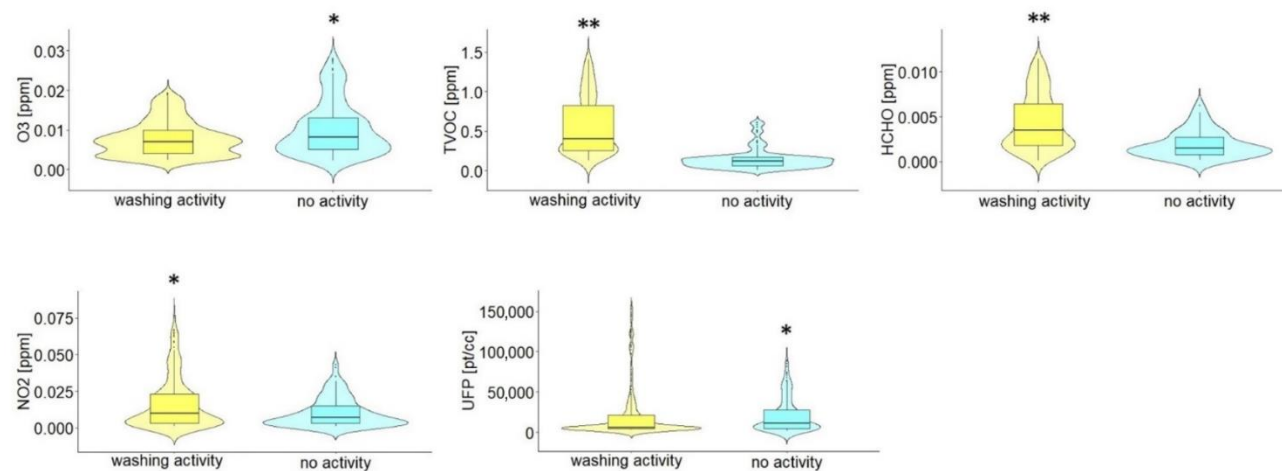 *
0.03
0.02
0.01
0.00
O3 [ppm]
washing activity no activity
**
1.5
1.0
0.5
0.0
TVOC [ppm]
washing activity no activity
**
0.010
0.005
0.000
HCHO [ppm]
washing activity no activity
*
0.075
0.050
0.025
0.000
NO2 [ppm]
washing activity no activity
*
150,000
100,000
50,000
0
UFP [pt/cc]
washing activity no activity